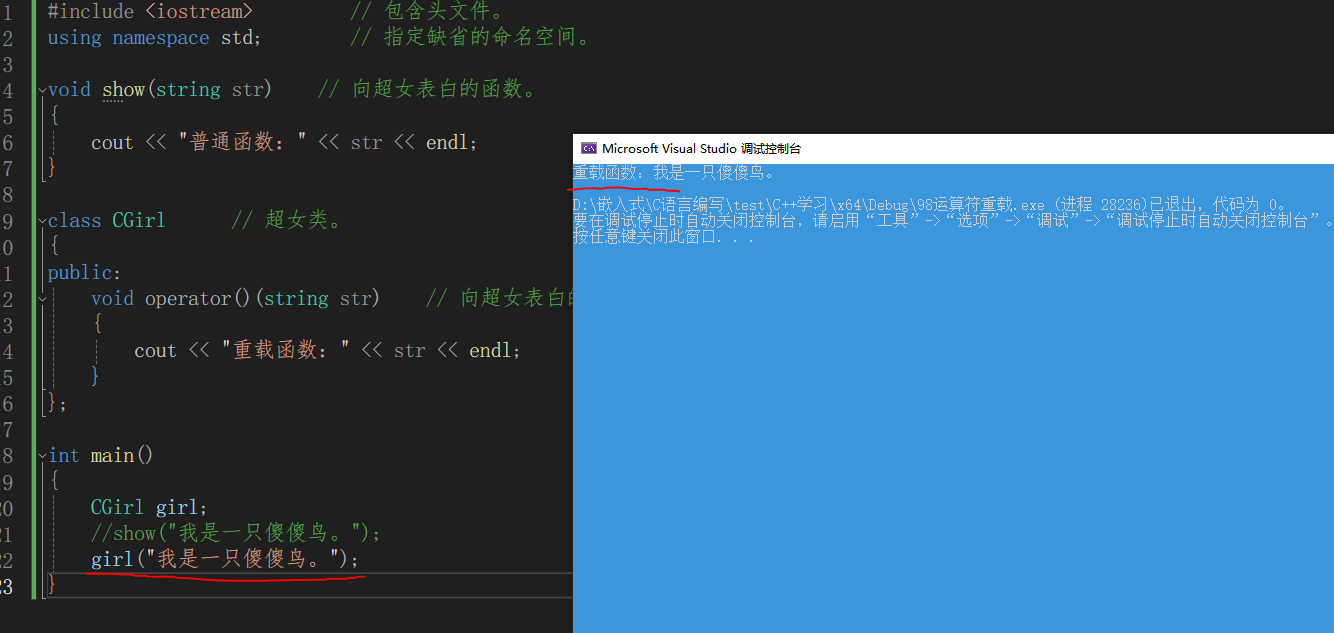 1 #include <iostream> // 包含头文件。
2 using namespace std; // 指定缺省的命名空间。
3
4 void show(string str) // 向超女表白的函数。
5 {
6 cout << "普通函数：" << str << endl;
7 }
8
9 class CGirl // 超女类。
0 {
1 public:
2 void operator()(string str) // 向超女表白
3 {
4 cout << "重载函数：" << str << endl;
5 }
6 };
7
8 int main()
9 {
20 CGirl girl;
21 //show("我是一只傻傻鸟。");
22 girl("我是一只傻傻鸟。");
23 }
Microsoft Visual Studio 调试控制台
重载函数：我是一只傻傻鸟。
D:\嵌入式\C语言编写\test\C++学习\x64\Debug\98运算符重载.exe (进程 28236)已退出，代码为 0。
要在调试停止时自动关闭控制台，请启用“工具”->“选项”->“调试”->“调试停止时自动关闭控制台”。
按任意键关闭此窗口. . .